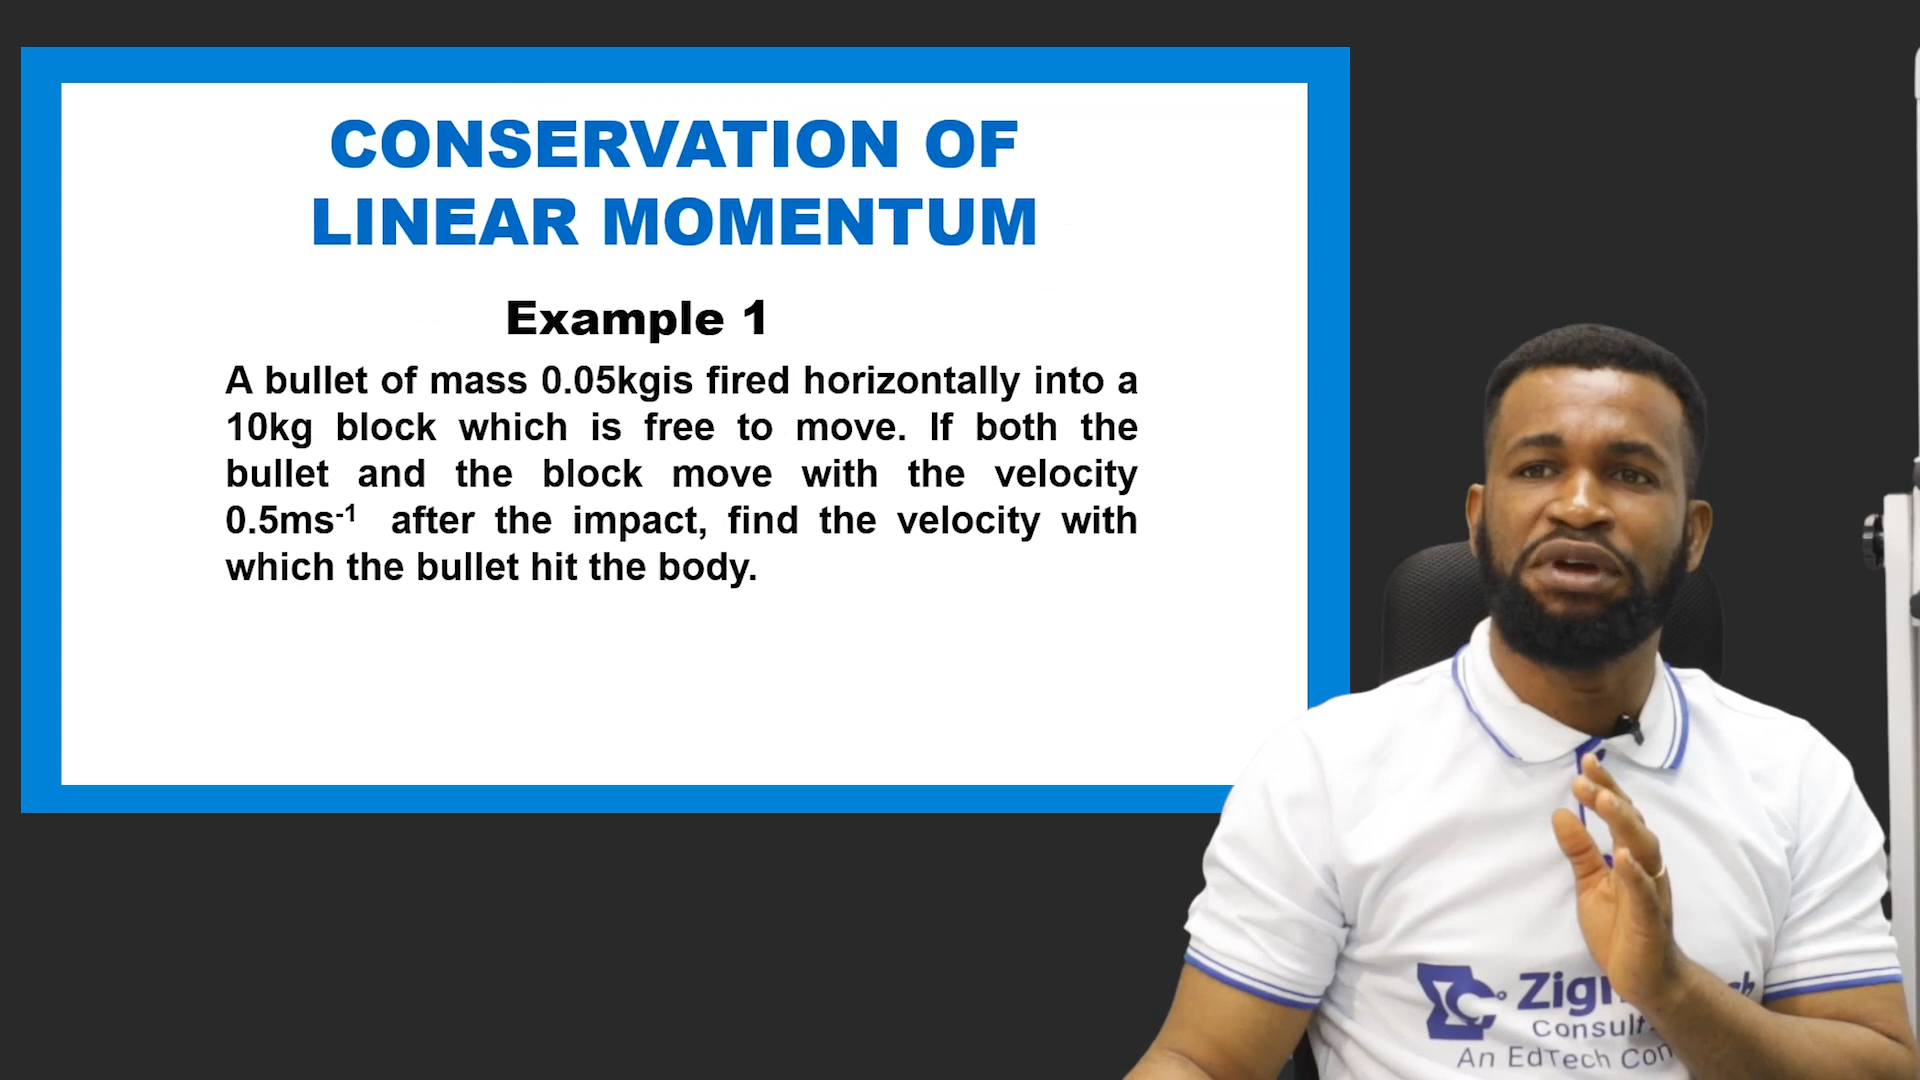 CONSERVATION OF
LINEAR MOMENTUM
Example 1
A bullet of mass 0.05kgis fired horizontally into a
10kg block which is free to move. If both the
bullet and the block move with the velocity
0.5ms⁻¹ after the impact, find the velocity with
which the bullet hit the body.
Consult
An EdTech